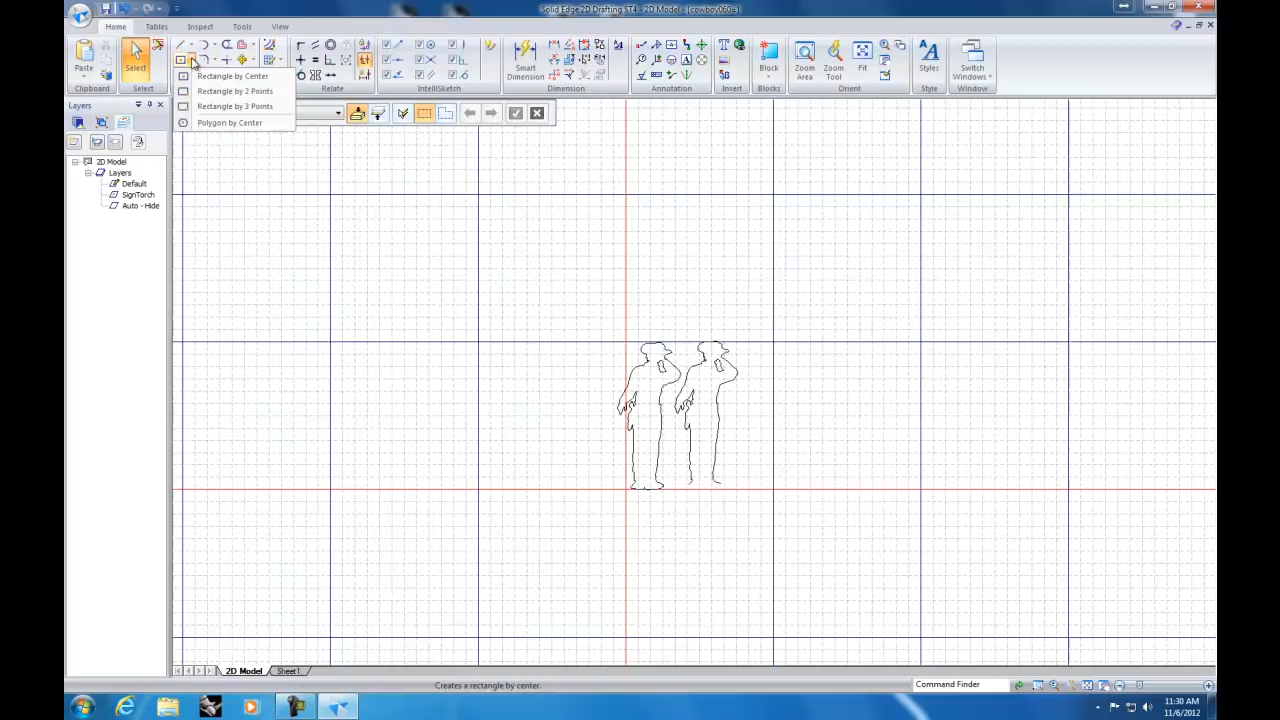 Solid Edge 2D Drafting ST4 - 2D Model - [cowboy060
Home
Tables
Inspect
Tools
View
Paste
Select
Smart
Dimension
Block
Zoom
Area
Zoom
Tool
Fit
Styles
Switch
Windows
Clipboard
Select
Relate
IntelliSketch
Dimension
Annotation
Insert
Blocks
Orient
Style
Window
Rectangle by Center
Rectangle by 2 Points
Rectangle by 3 Points
Polygon by Center
Layers
2D Model
Layers
Default
SignTorch
Auto - Hide
2D Model
Sheet1
Creates a rectangle by center.
Command Finder
11:30 AM
11/6/2012